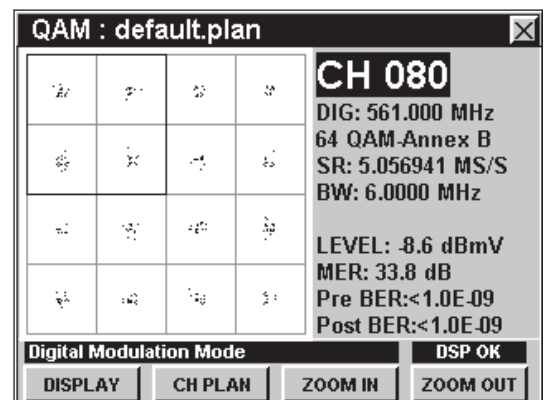 QAM : default.plan
CH 080
DIG: 561.000 MHz
64 QAM-Annex B
SR: 5.056941 MS/S
BW: 6.0000 MHz
LEVEL: -8.6 dBmV
MER: 33.8 dB
Pre BER:<1.0E-09
Post BER:<1.0E-09
Digital Modulation Mode
DSP OK
DISPLAY
CH PLAN
ZOOM IN
ZOOM OUT